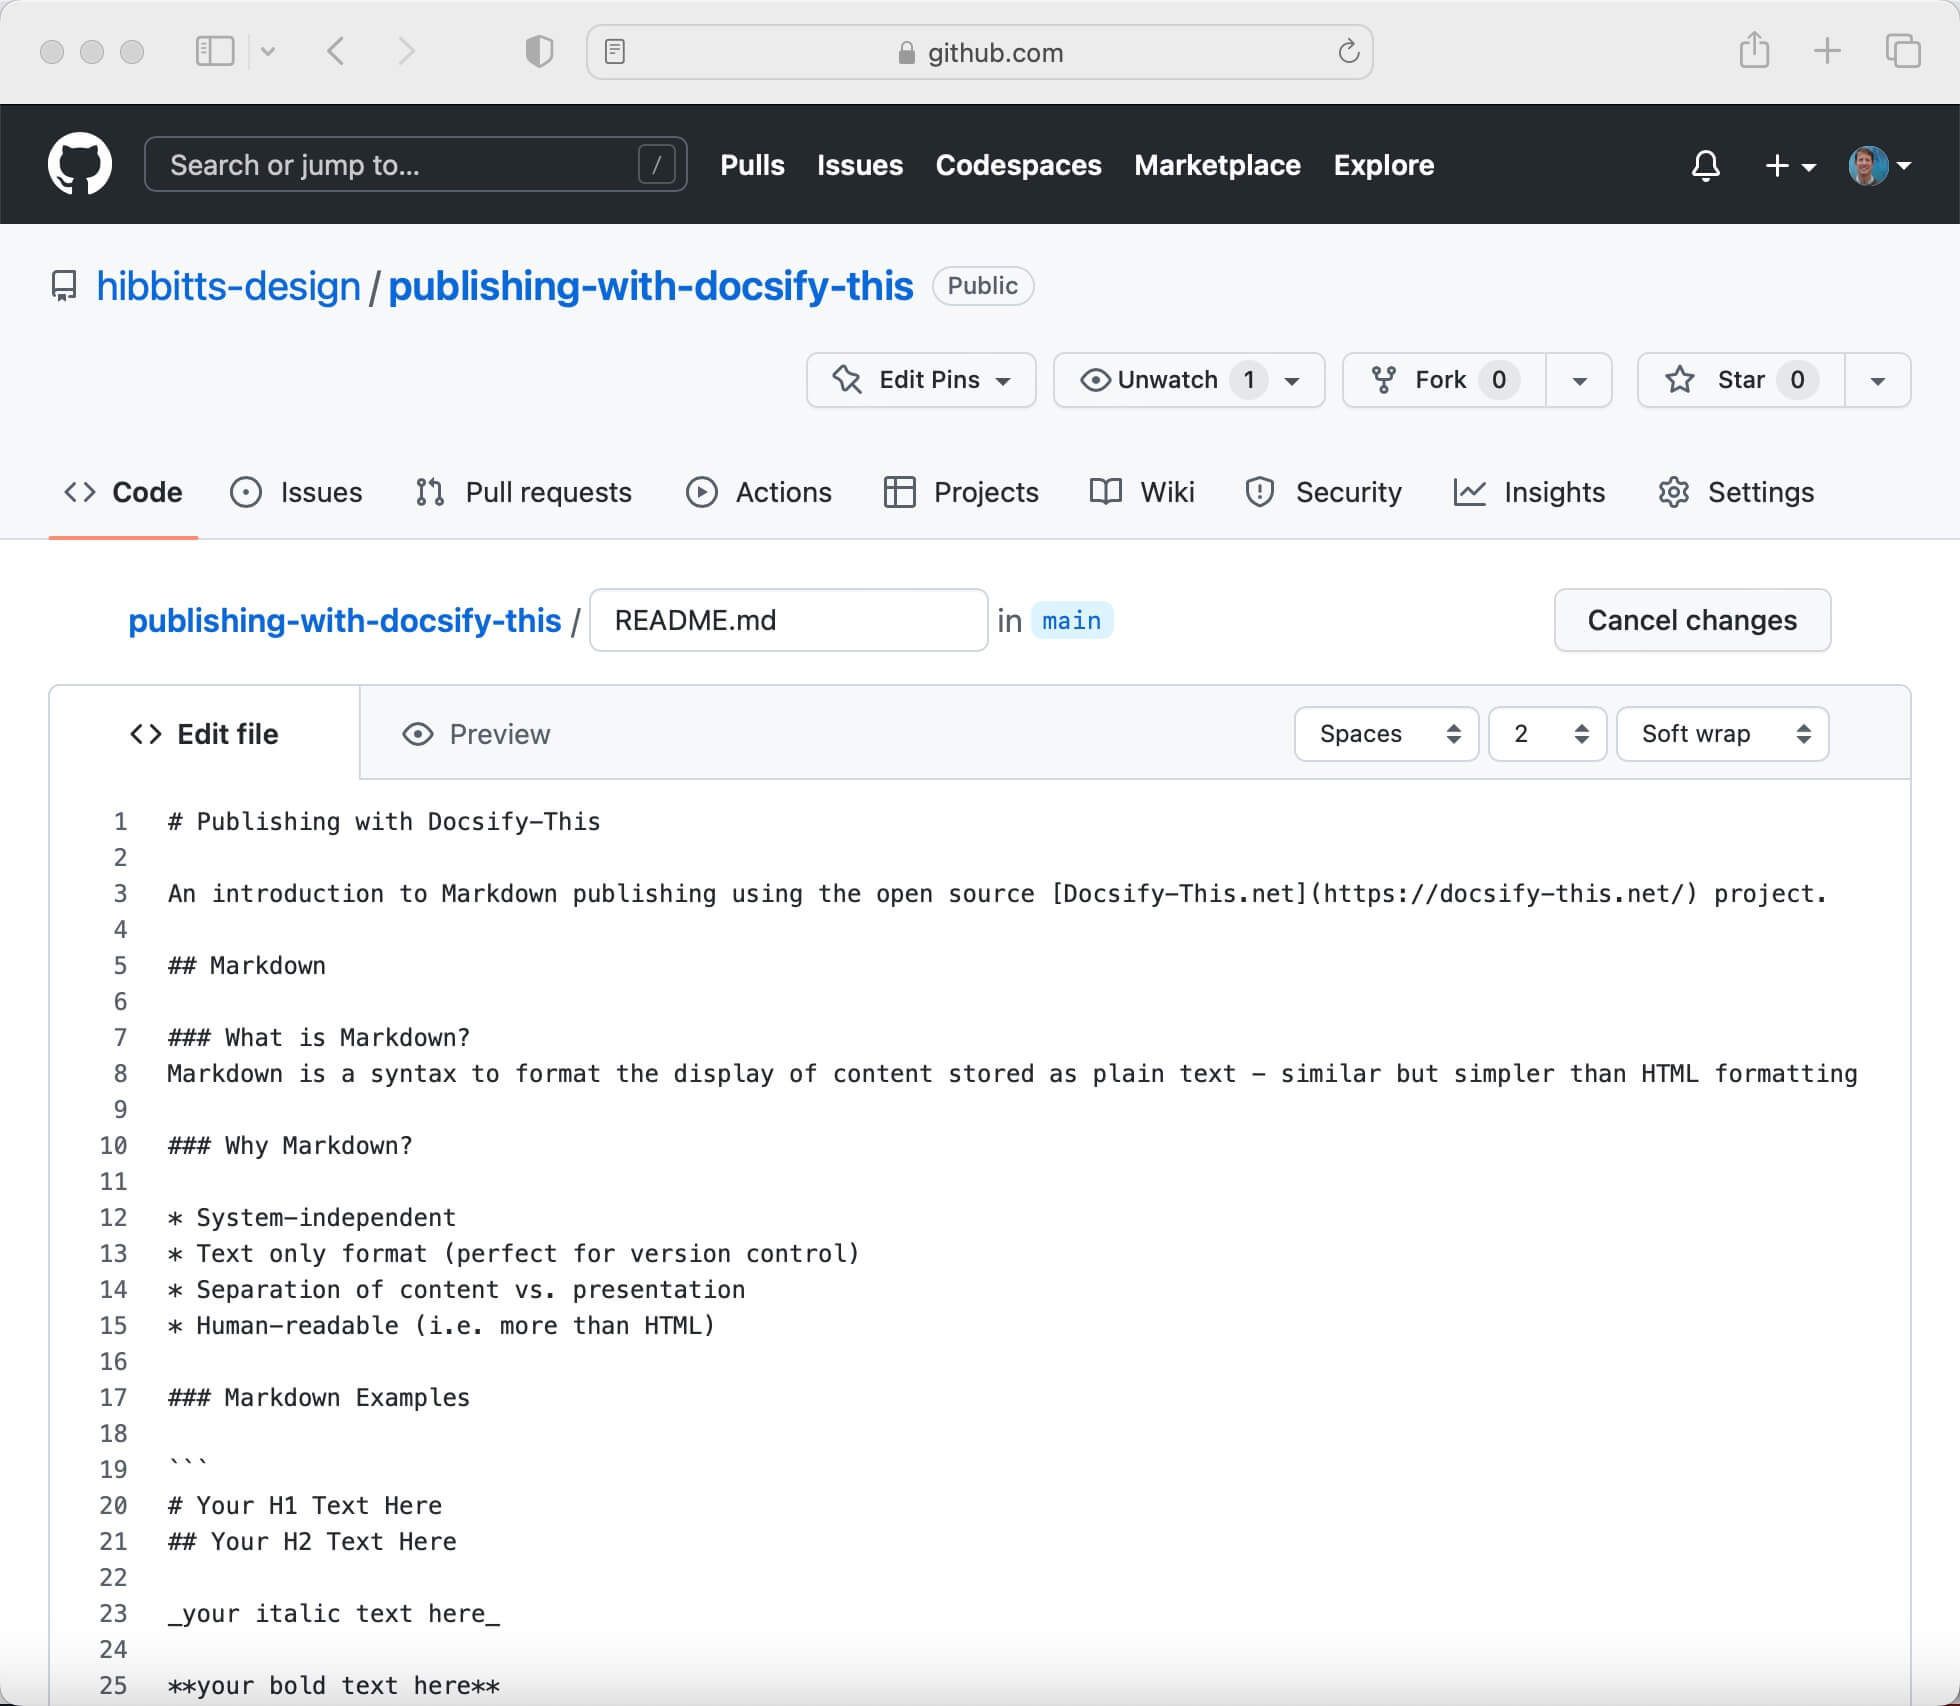 github.com
Search or jump to... / Pulls Issues Codespaces Marketplace Explore
hibbitts-design / publishing-with-docsify-this Public
Edit Pins Unwatch 1 Fork 0 Star 0
Code Issues Pull requests Actions Projects Wiki Security Insights Settings
publishing-with-docsify-this / README.md in main Cancel changes
<> Edit file Preview Spaces 2 Soft wrap
1 # Publishing with Docsify-This
2
3 An introduction to Markdown publishing using the open source [Docsify-This.net](https://docsify-this.net/) project.
4
5 ## Markdown
6
7 ### What is Markdown?
8 Markdown is a syntax to format the display of content stored as plain text - similar but simpler than HTML formatting
9
10 ### Why Markdown?
11
12 * System-independent
13 * Text only format (perfect for version control)
14 * Separation of content vs. presentation
15 * Human-readable (i.e. more than HTML)
16
17 ### Markdown Examples
18
19 ```
20 # Your H1 Text Here
21 ## Your H2 Text Here
22
23 _your italic text here_
24
25 **your bold text here**